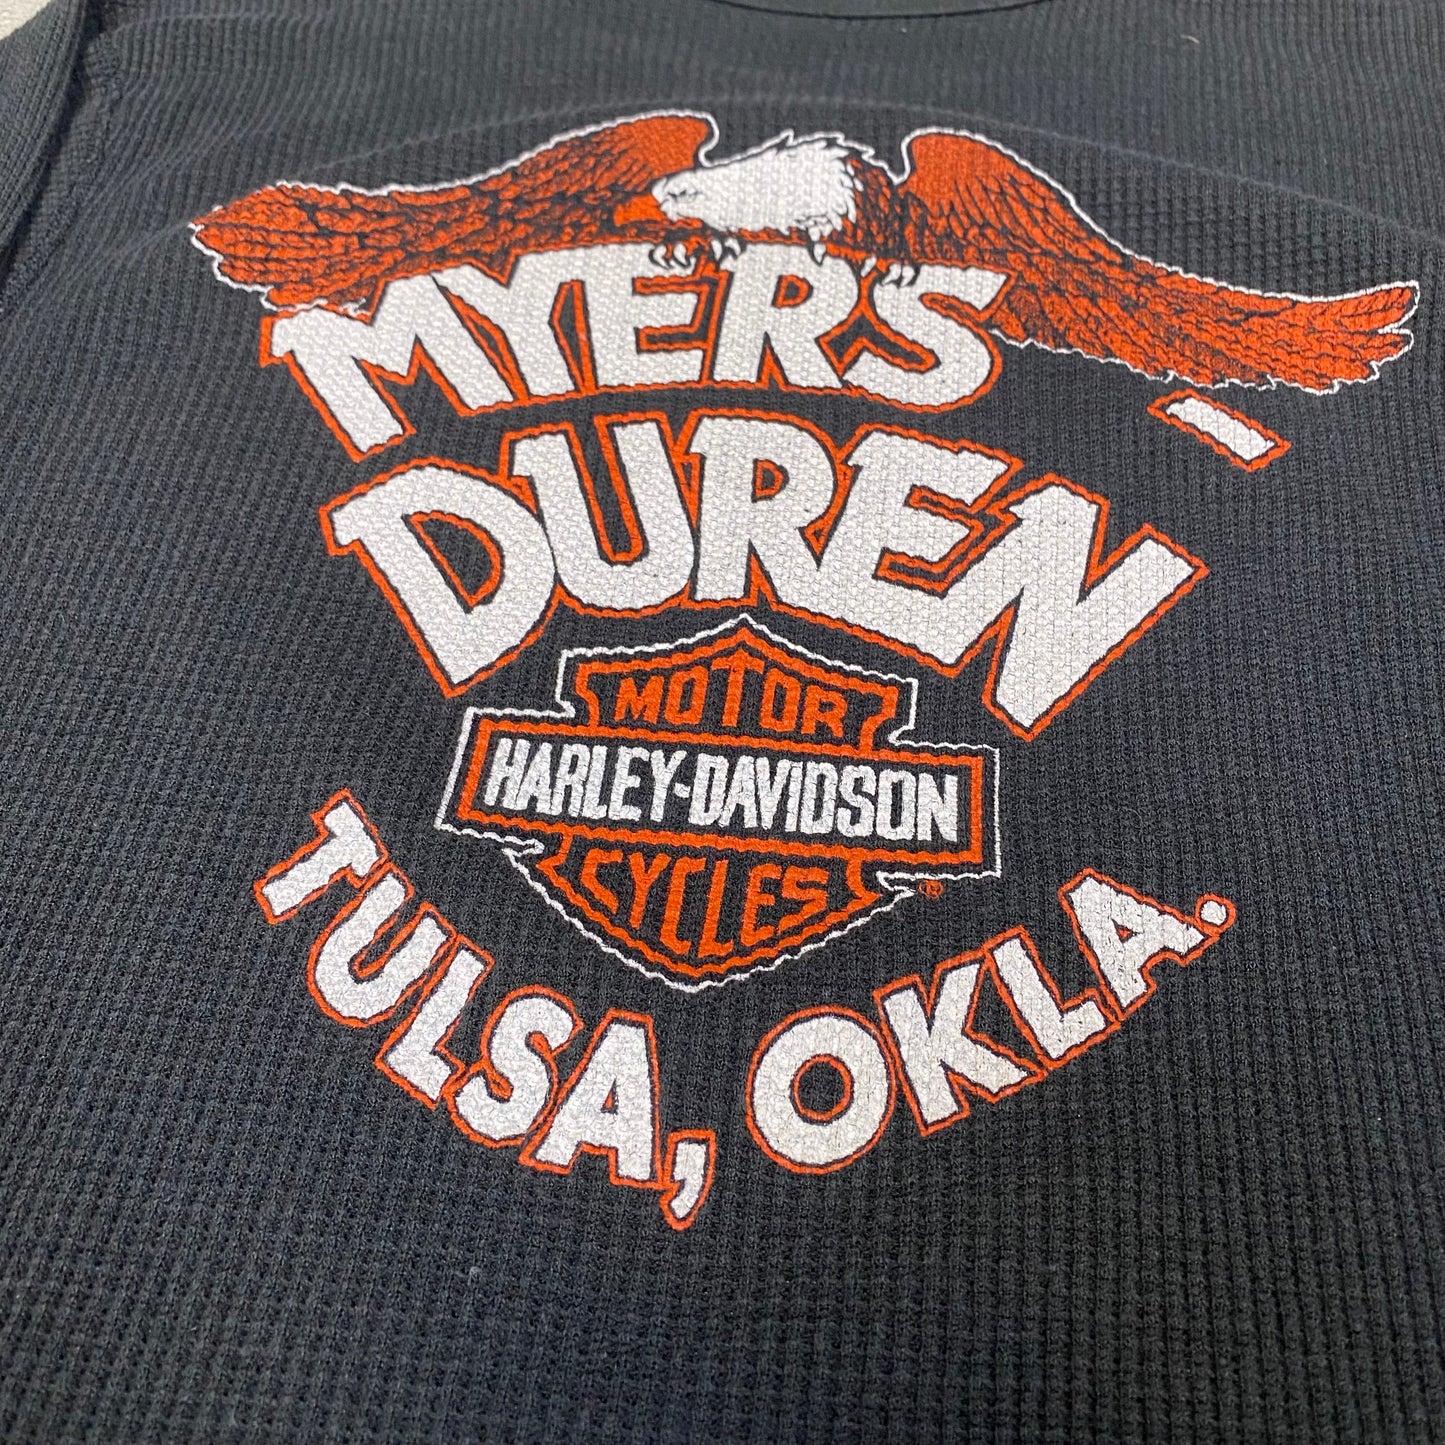 MYERS-
DUREN
MOTOR
HARLEY-DAVIDSON
CYCLES
®
TULSA, OKLA.